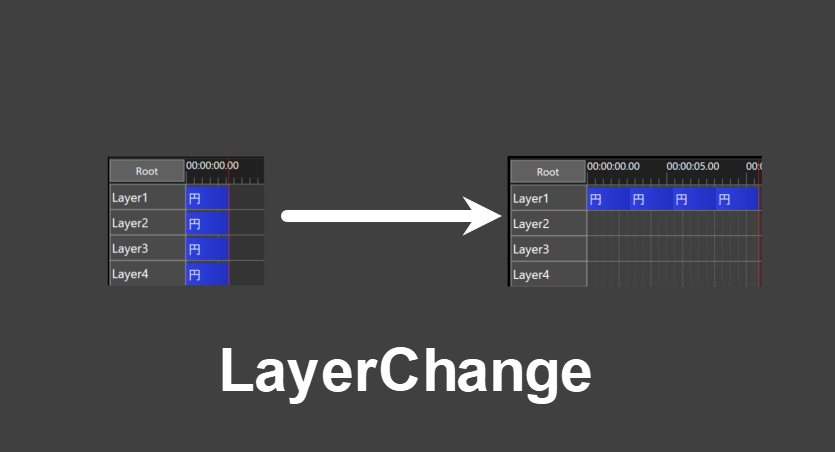 Root 00:00:00.00
Layer1 円
Layer2 円
Layer3 円
Layer4 円
Root 00:00:00.00 00:00:05.00 00:0
Layer1 円 円 円 円
Layer2
Layer3
Layer4
LayerChange